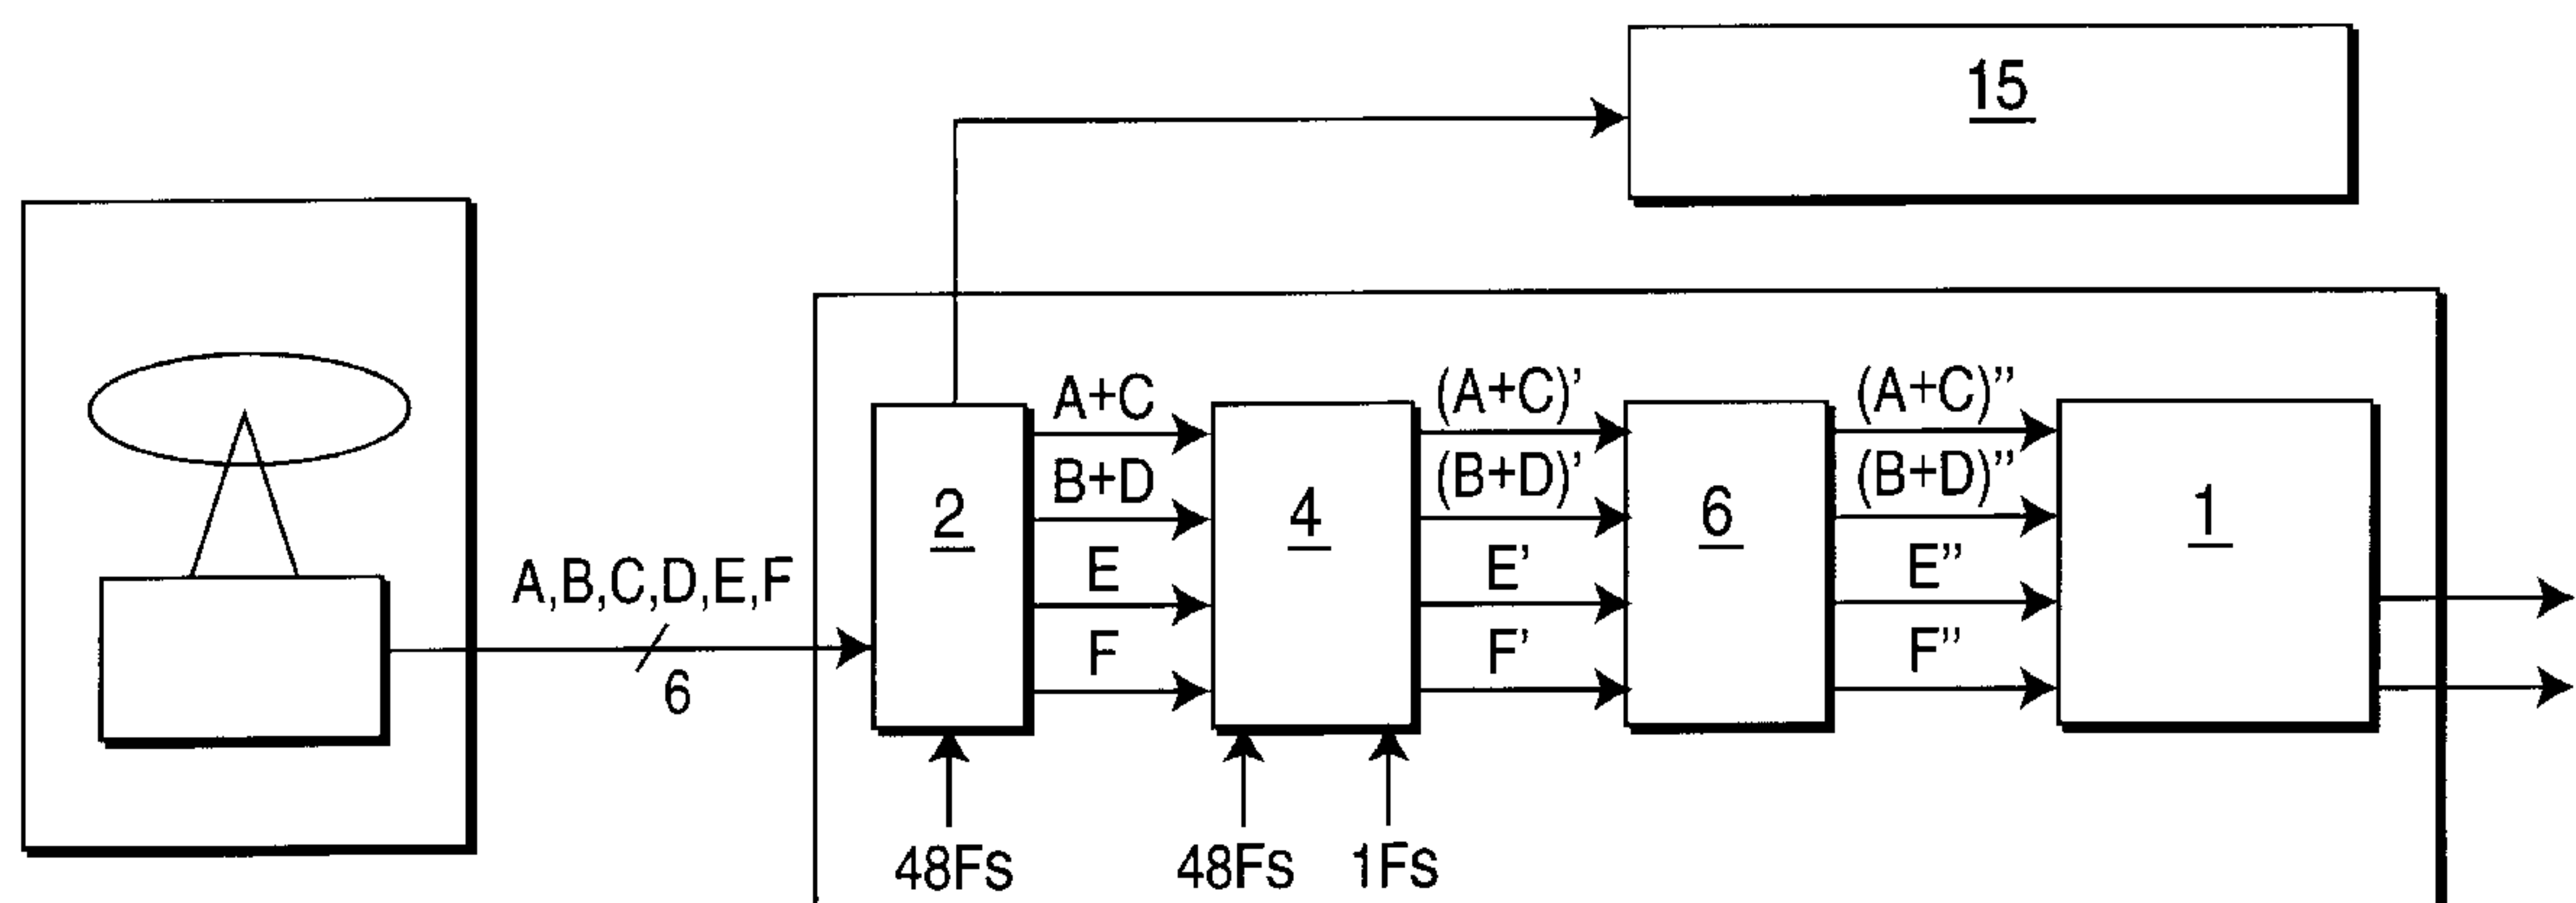 15
A+C
(A+C)'
(A+C)''
B+D
(B+D)'
(B+D)''
2
4
6
1
A,B,C,D,E,F
6
E
E'
E''
F
F'
F''
48Fs
48Fs
1Fs